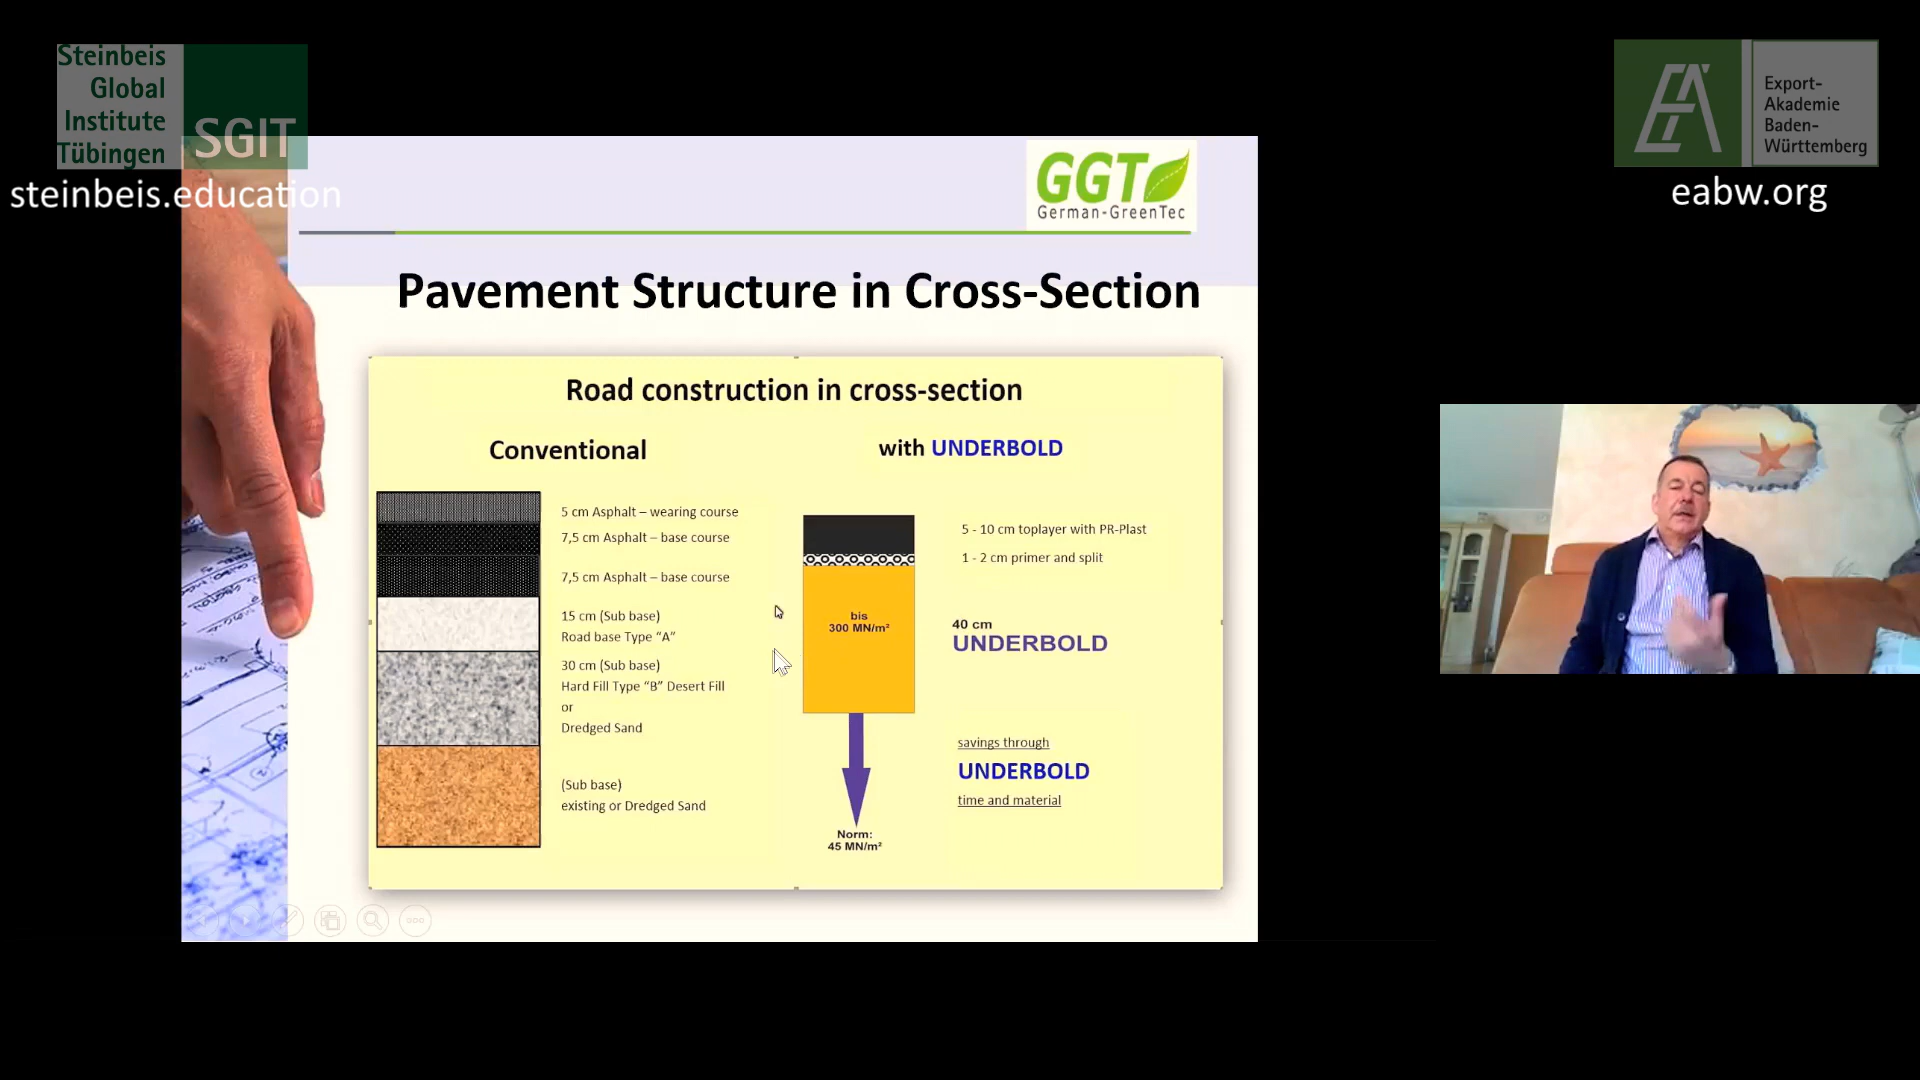 Steinbeis
Global
Institute
Tübingen
SGIT
steinbeis.education
Export-
Akademie
Baden-
Württemberg
eabw.org
GGT
German-GreenTec
Pavement Structure in Cross-Section
Road construction in cross-section
Conventional
5 cm Asphalt – wearing course
7,5 cm Asphalt – base course
7,5 cm Asphalt – base course
15 cm (Sub base)
Road base Type “A”
30 cm (Sub base)
Hard Fill Type “B” Desert Fill
or
Dredged Sand
(Sub base)
existing or Dredged Sand
with UNDERBOLD
5 - 10 cm toplayer with PR-Plast
1 - 2 cm primer and split
bis
300 MN/m²
40 cm
UNDERBOLD
savings through
UNDERBOLD
time and material
Norm:
45 MN/m²